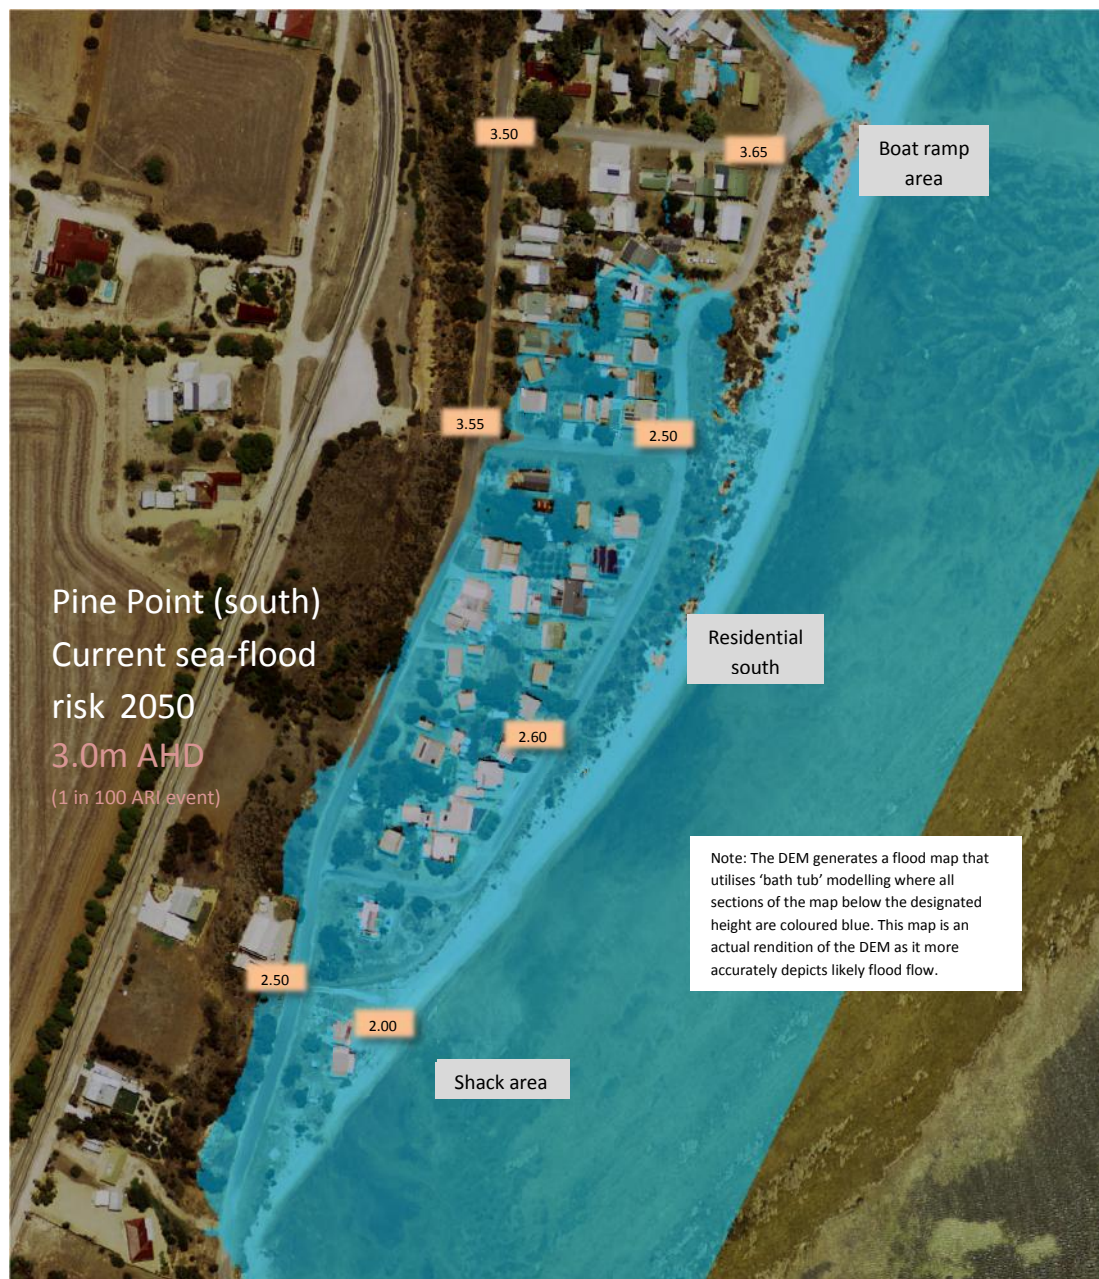 3.50
3.65
Boat ramp
area
3.55
2.50
Pine Point (south)
Current sea-flood
risk 2050
3.0m AHD
(1 in 100 ARI event)
Residential
south
2.60
Note: The DEM generates a flood map that
utilises ‘bath tub’ modelling where all
sections of the map below the designated
height are coloured blue. This map is an
actual rendition of the DEM as it more
accurately depicts likely flood flow.
2.50
2.00
Shack area